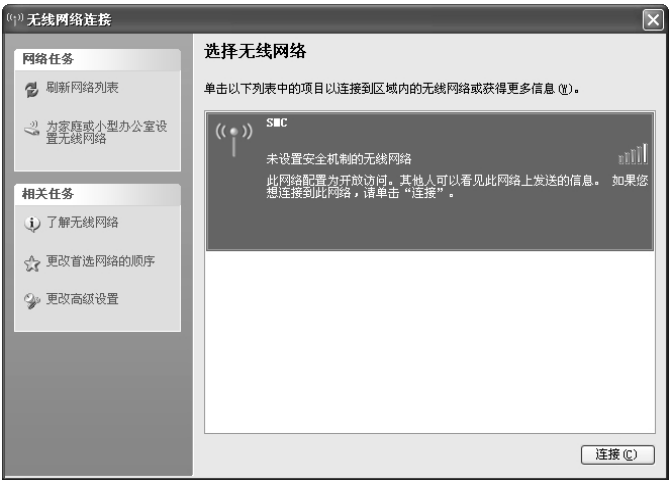 无线网络连接
网络任务
刷新网络列表
为家庭或小型办公室设
置无线网络
相关任务
了解无线网络
更改首选网络的顺序
更改高级设置
选择无线网络
单击以下列表中的项目以连接到区域内的无线网络或获得更多信息(W)。
SMC
未设置安全机制的无线网络
此网络配置为开放访问。其他人可以看见此网络上发送的信息。 如果您
想连接到此网络，请单击“连接”。
连接(C)